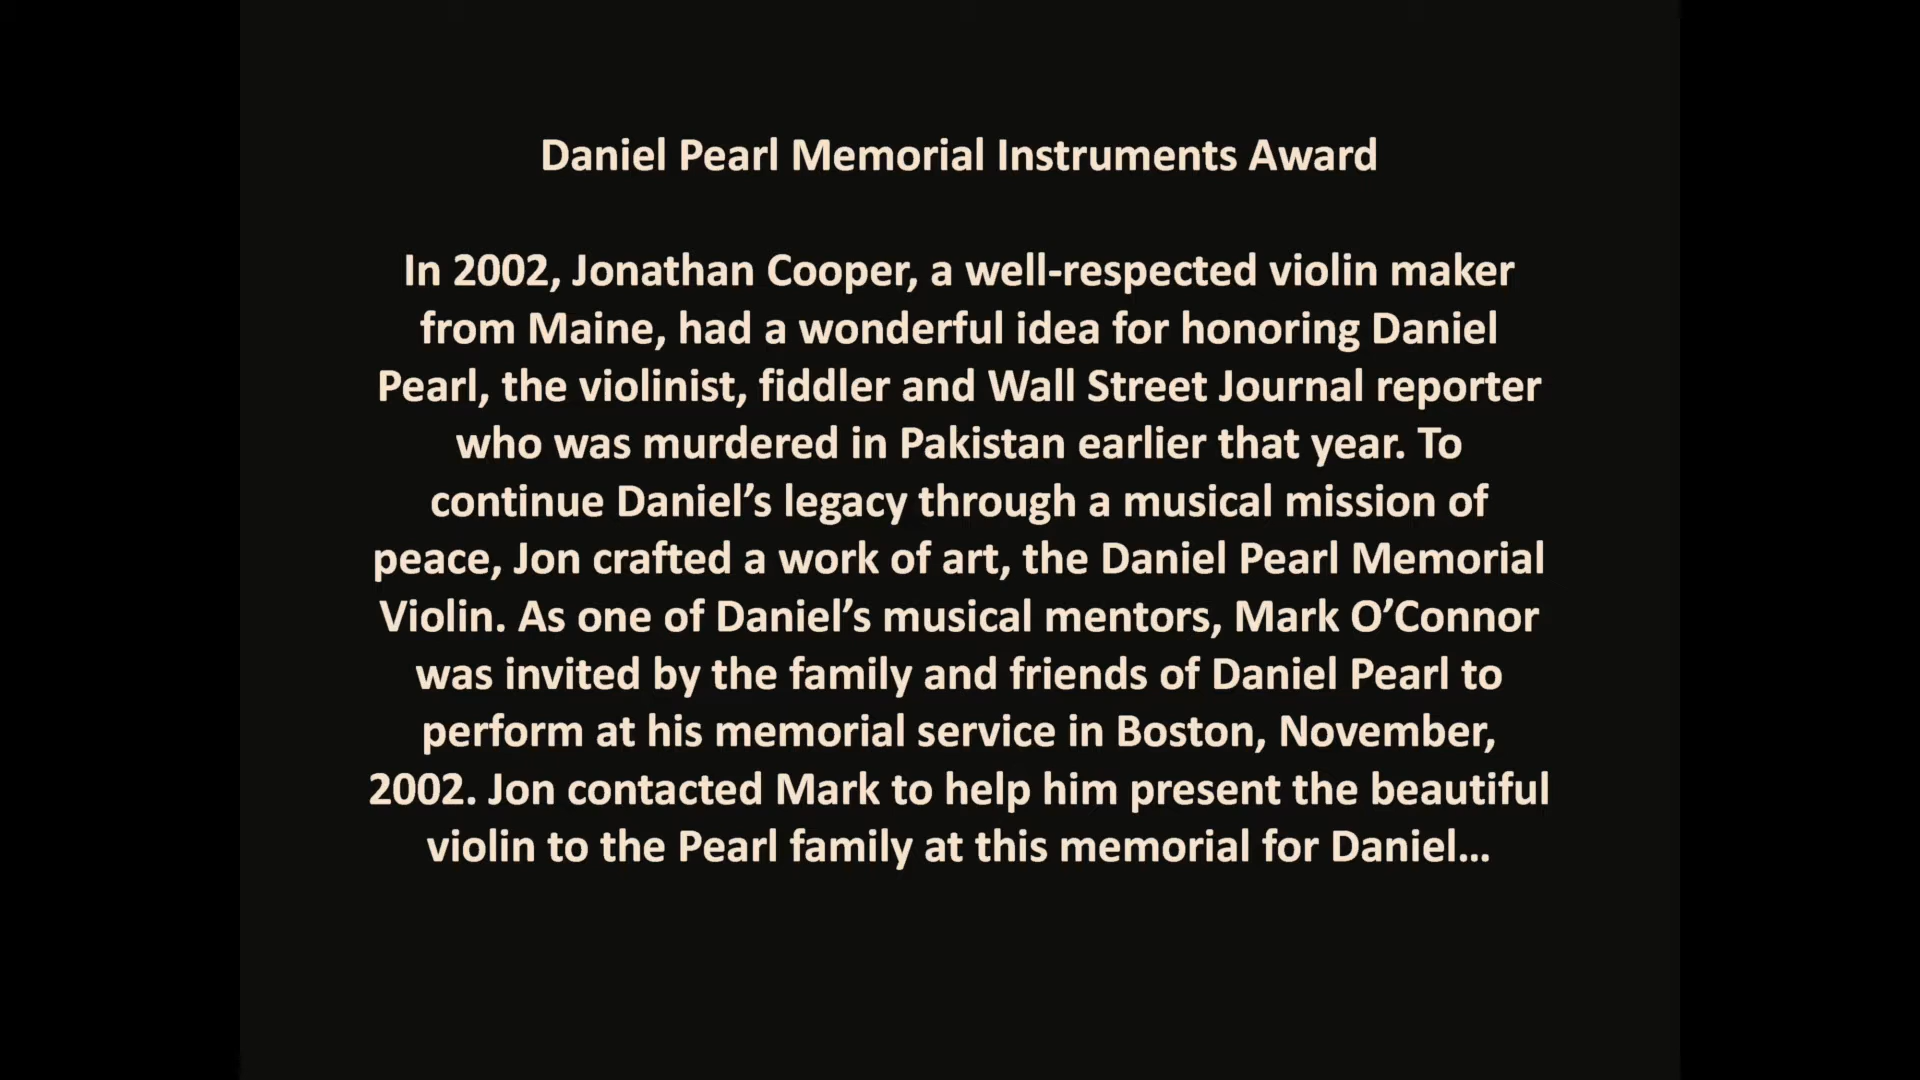 Daniel Pearl Memorial Instruments Award
In 2002, Jonathan Cooper, a well-respected violin maker
from Maine, had a wonderful idea for honoring Daniel
Pearl, the violinist, fiddler and Wall Street Journal reporter
who was murdered in Pakistan earlier that year. To
continue Daniel’s legacy through a musical mission of
peace, Jon crafted a work of art, the Daniel Pearl Memorial
Violin. As one of Daniel’s musical mentors, Mark O’Connor
was invited by the family and friends of Daniel Pearl to
perform at his memorial service in Boston, November,
2002. Jon contacted Mark to help him present the beautiful
violin to the Pearl family at this memorial for Daniel...